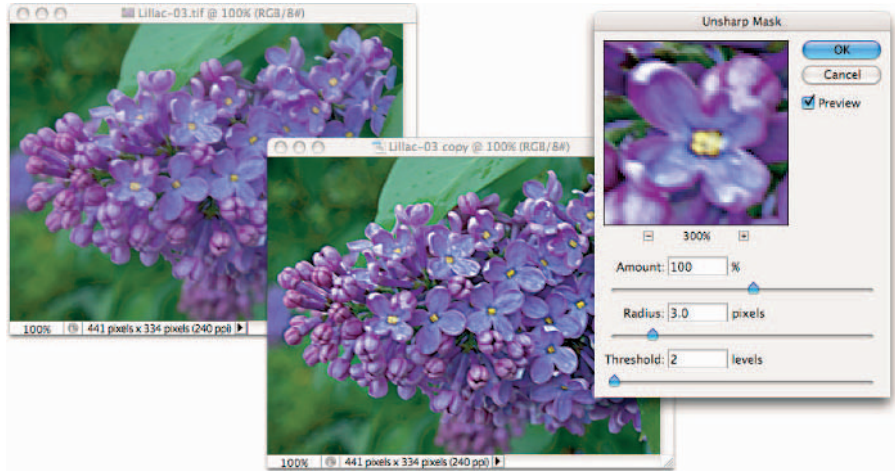 Lillac-03.tif @ 100% (RGB/8#)
100%
441 pixels x 334 pixels (240 ppi)
Lillac-03 copy @ 100% (RGB/8#)
100%
441 pixels x 334 pixels (240 ppi)
Unsharp Mask
OK
Cancel
Preview
300%
Amount: 100 %
Radius: 3.0 pixels
Threshold: 2 levels